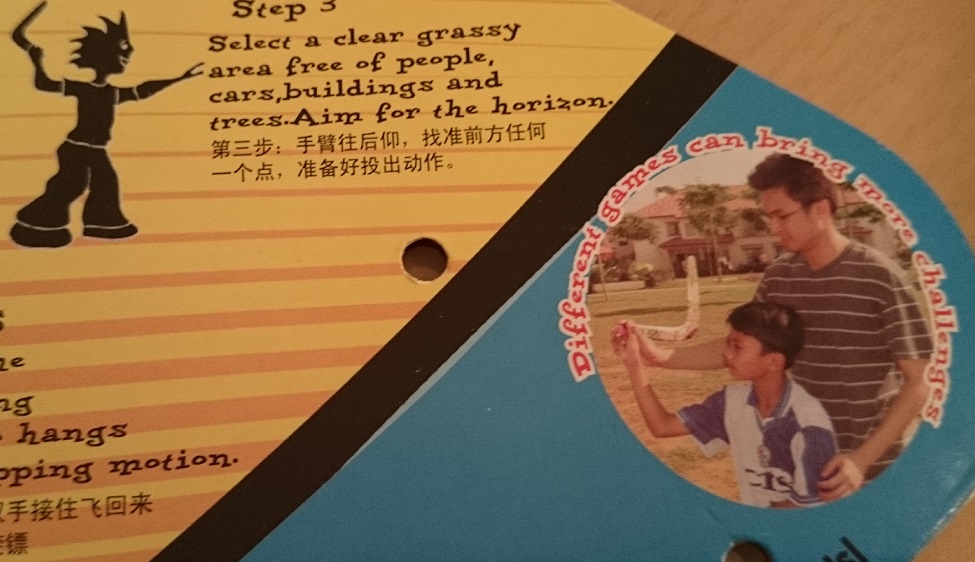 Step 3
Select a clear grassy
area free of people,
cars,buildings and
trees.Aim for the horizon.
第三步：手臂往后仰，找准前方任何
一个点，准备好投出动作。
Different games can bring more challenges
hangs
motion.
手接住飞回来
镖